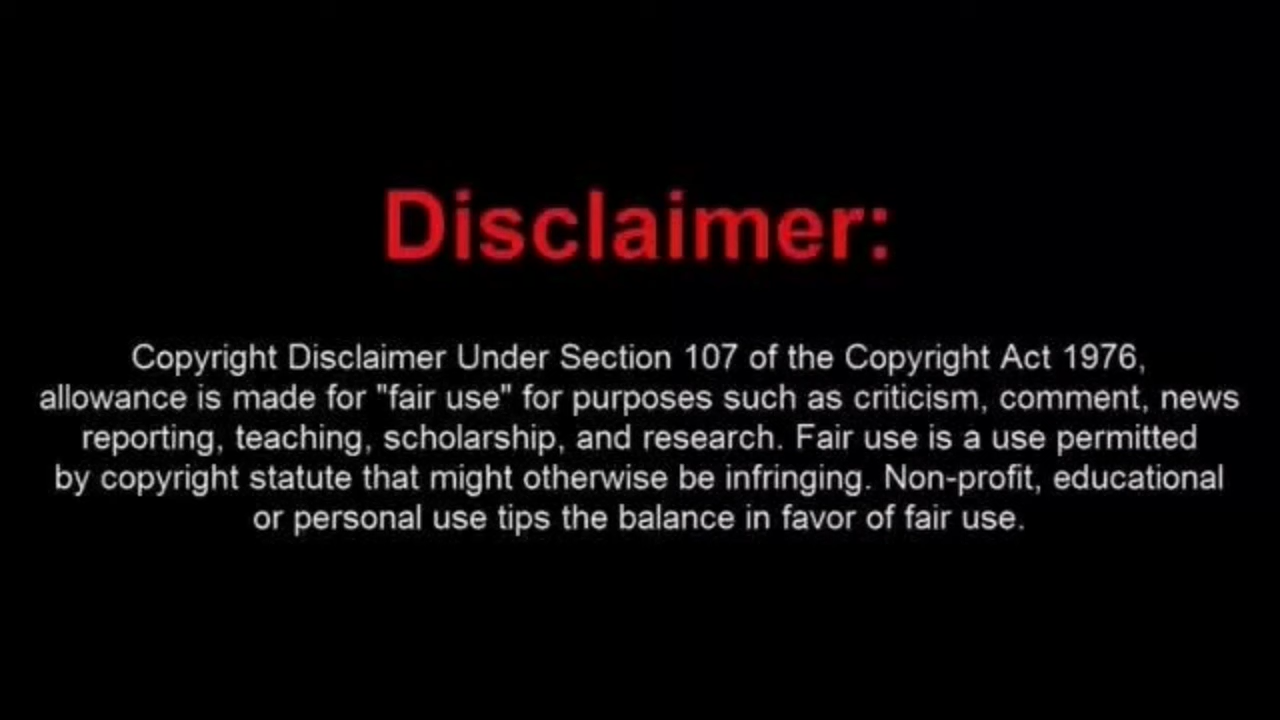 Disclaimer:
Copyright Disclaimer Under Section 107 of the Copyright Act 1976,
allowance is made for "fair use" for purposes such as criticism, comment, news
reporting, teaching, scholarship, and research. Fair use is a use permitted
by copyright statute that might otherwise be infringing. Non-profit, educational
or personal use tips the balance in favor of fair use.